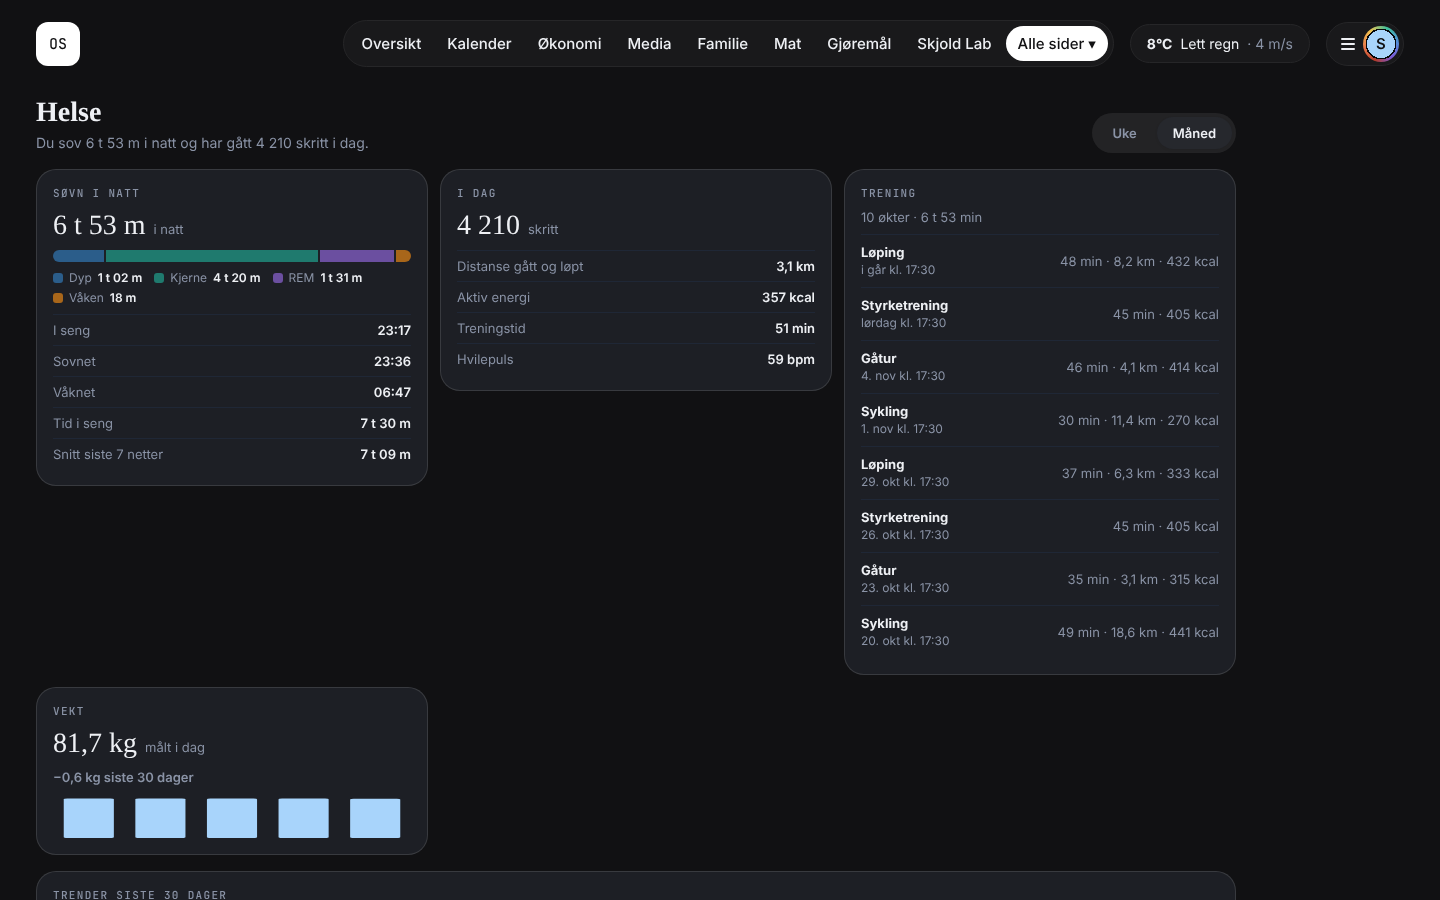 OS
Oversikt Kalender Økonomi Media Familie Mat Gjøremål Skjold Lab Alle sider ▾
8°C Lett regn · 4 m/s
S
Helse
Du sov 6 t 53 m i natt og har gått 4 210 skritt i dag.
Uke Måned
SØVN I NATT
6 t 53 m i natt
Dyp 1 t 02 m Kjerne 4 t 20 m REM 1 t 31 m
Våken 18 m
I seng 23:17
Sovnet 23:36
Våknet 06:47
Tid i seng 7 t 30 m
Snitt siste 7 netter 7 t 09 m
I DAG
4 210 skritt
Distanse gått og løpt 3,1 km
Aktiv energi 357 kcal
Treningstid 51 min
Hvilepuls 59 bpm
TRENING
10 økter · 6 t 53 min
Løping
i går kl. 17:30
48 min · 8,2 km · 432 kcal
Styrketrening
lørdag kl. 17:30
45 min · 405 kcal
Gåtur
4. nov kl. 17:30
46 min · 4,1 km · 414 kcal
Sykling
1. nov kl. 17:30
30 min · 11,4 km · 270 kcal
Løping
29. okt kl. 17:30
37 min · 6,3 km · 333 kcal
Styrketrening
26. okt kl. 17:30
45 min · 405 kcal
Gåtur
23. okt kl. 17:30
35 min · 3,1 km · 315 kcal
Sykling
20. okt kl. 17:30
49 min · 18,6 km · 441 kcal
VEKT
81,7 kg målt i dag
−0,6 kg siste 30 dager
TRENDER SISTE 30 DAGER